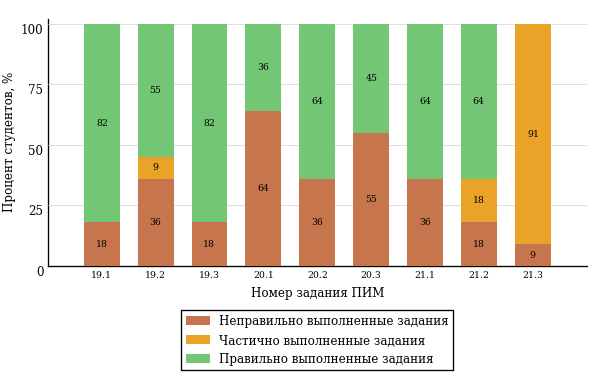 Процент студентов, %
100
75
50
25
0
82 55 82 36 64 45 64 64 91
18 9 36 18 64 36 55 36 18 18 9
19.1 19.2 19.3 20.1 20.2 20.3 21.1 21.2 21.3
Номер задания ПИМ
Неправильно выполненные задания
Частично выполненные задания
Правильно выполненные задания